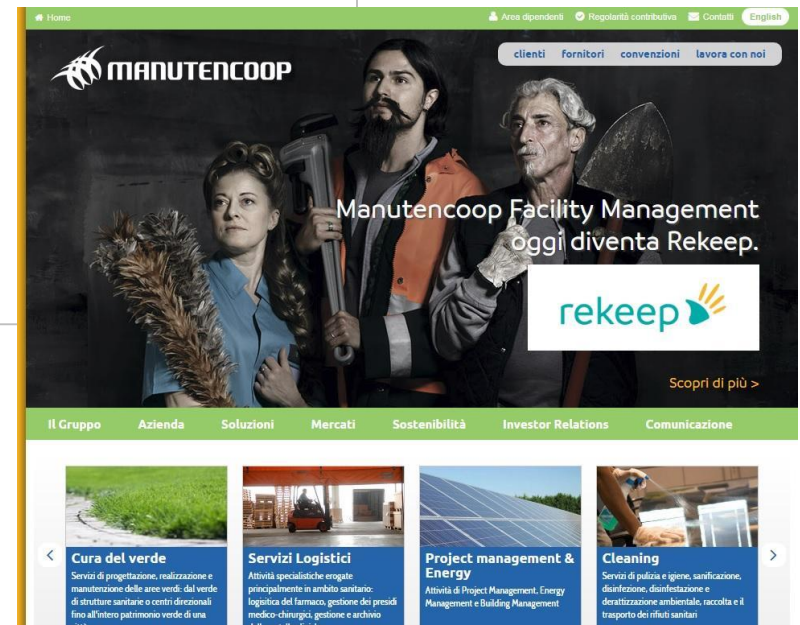 Home
Area dipendenti
Regolarità contributiva
Contatti
English
MANUTENCOOP
clienti fornitori convenzioni lavora con noi
Manutencoop Facility Management
oggi diventa Rekeep.
rekeep
Scopri di più >
Il Gruppo Azienda Soluzioni Mercati Sostenibilità Investor Relations Comunicazione
Cura del verde
Servizi di progettazione, realizzazione e
manutenzione delle aree verdi: dal verde
di strutture sanitarie o centri direzionali
fino all'intero patrimonio verde di una
Servizi Logistici
Attività specialistiche erogate
principalmente in ambito sanitario:
logisitica del farmaco, gestione dei presidi
medico-chirurgici, gestione e archivio
Project management &
Energy
Attività di Project Management, Energy
Management e Building Management
Cleaning
Servizi di pulizia e igiene, sanificazione,
disinfezione, disinfestazione e
derattizzazione ambientale, raccolta e il
trasporto dei rifiuti sanitari